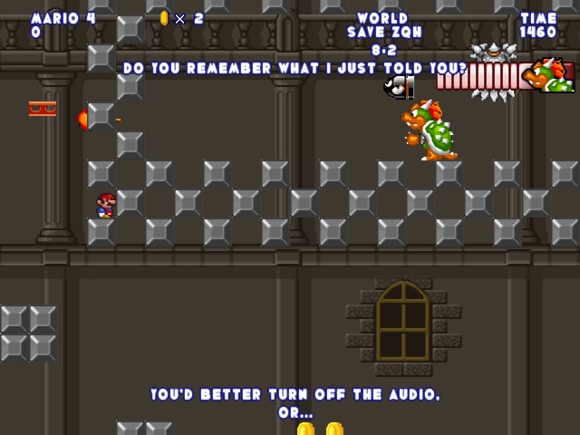 MARIO 4
0
× 2
WORLD
SAVE ZQH
8-2
TIME
1460
DO YOU REMEMBER WHAT I JUST TOLD YOU?
YOU'D BETTER TURN OFF THE AUDIO,
OR...